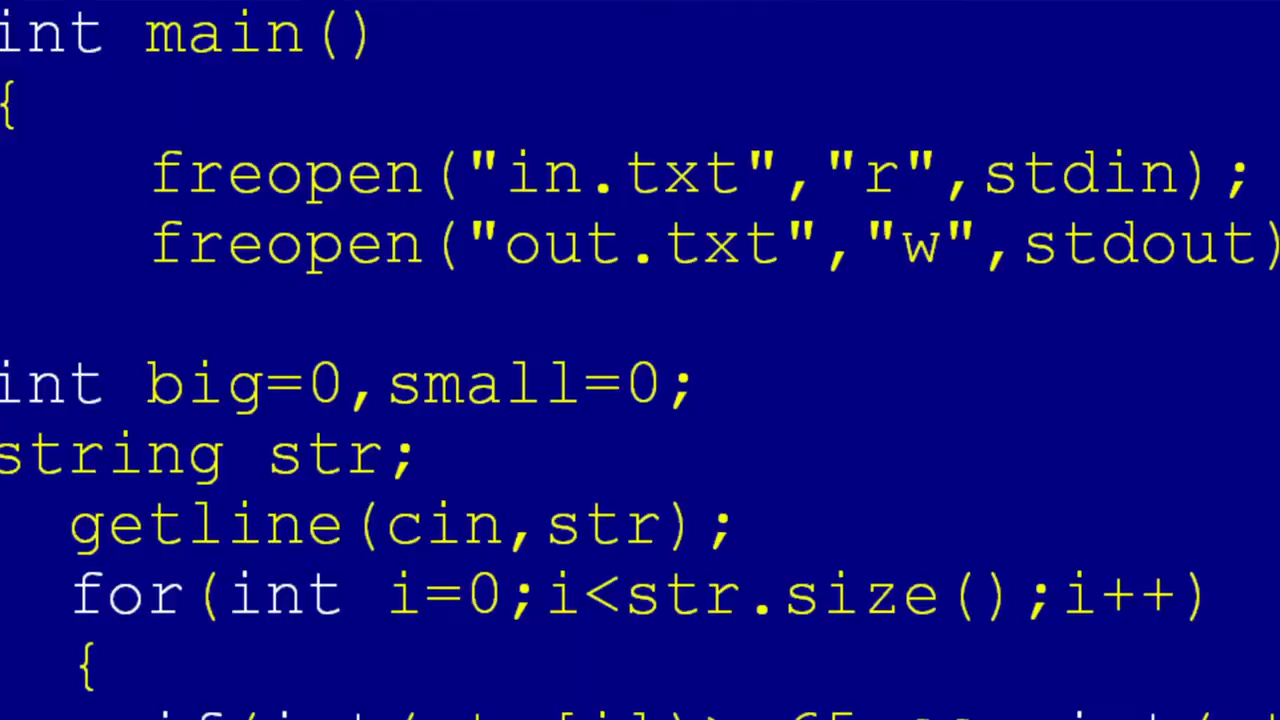 int main()
{
freopen("in.txt","r",stdin);
freopen("out.txt","w",stdout)
int big=0,small=0;
string str;
getline(cin,str);
for(int i=0;i<str.size();i++)
{